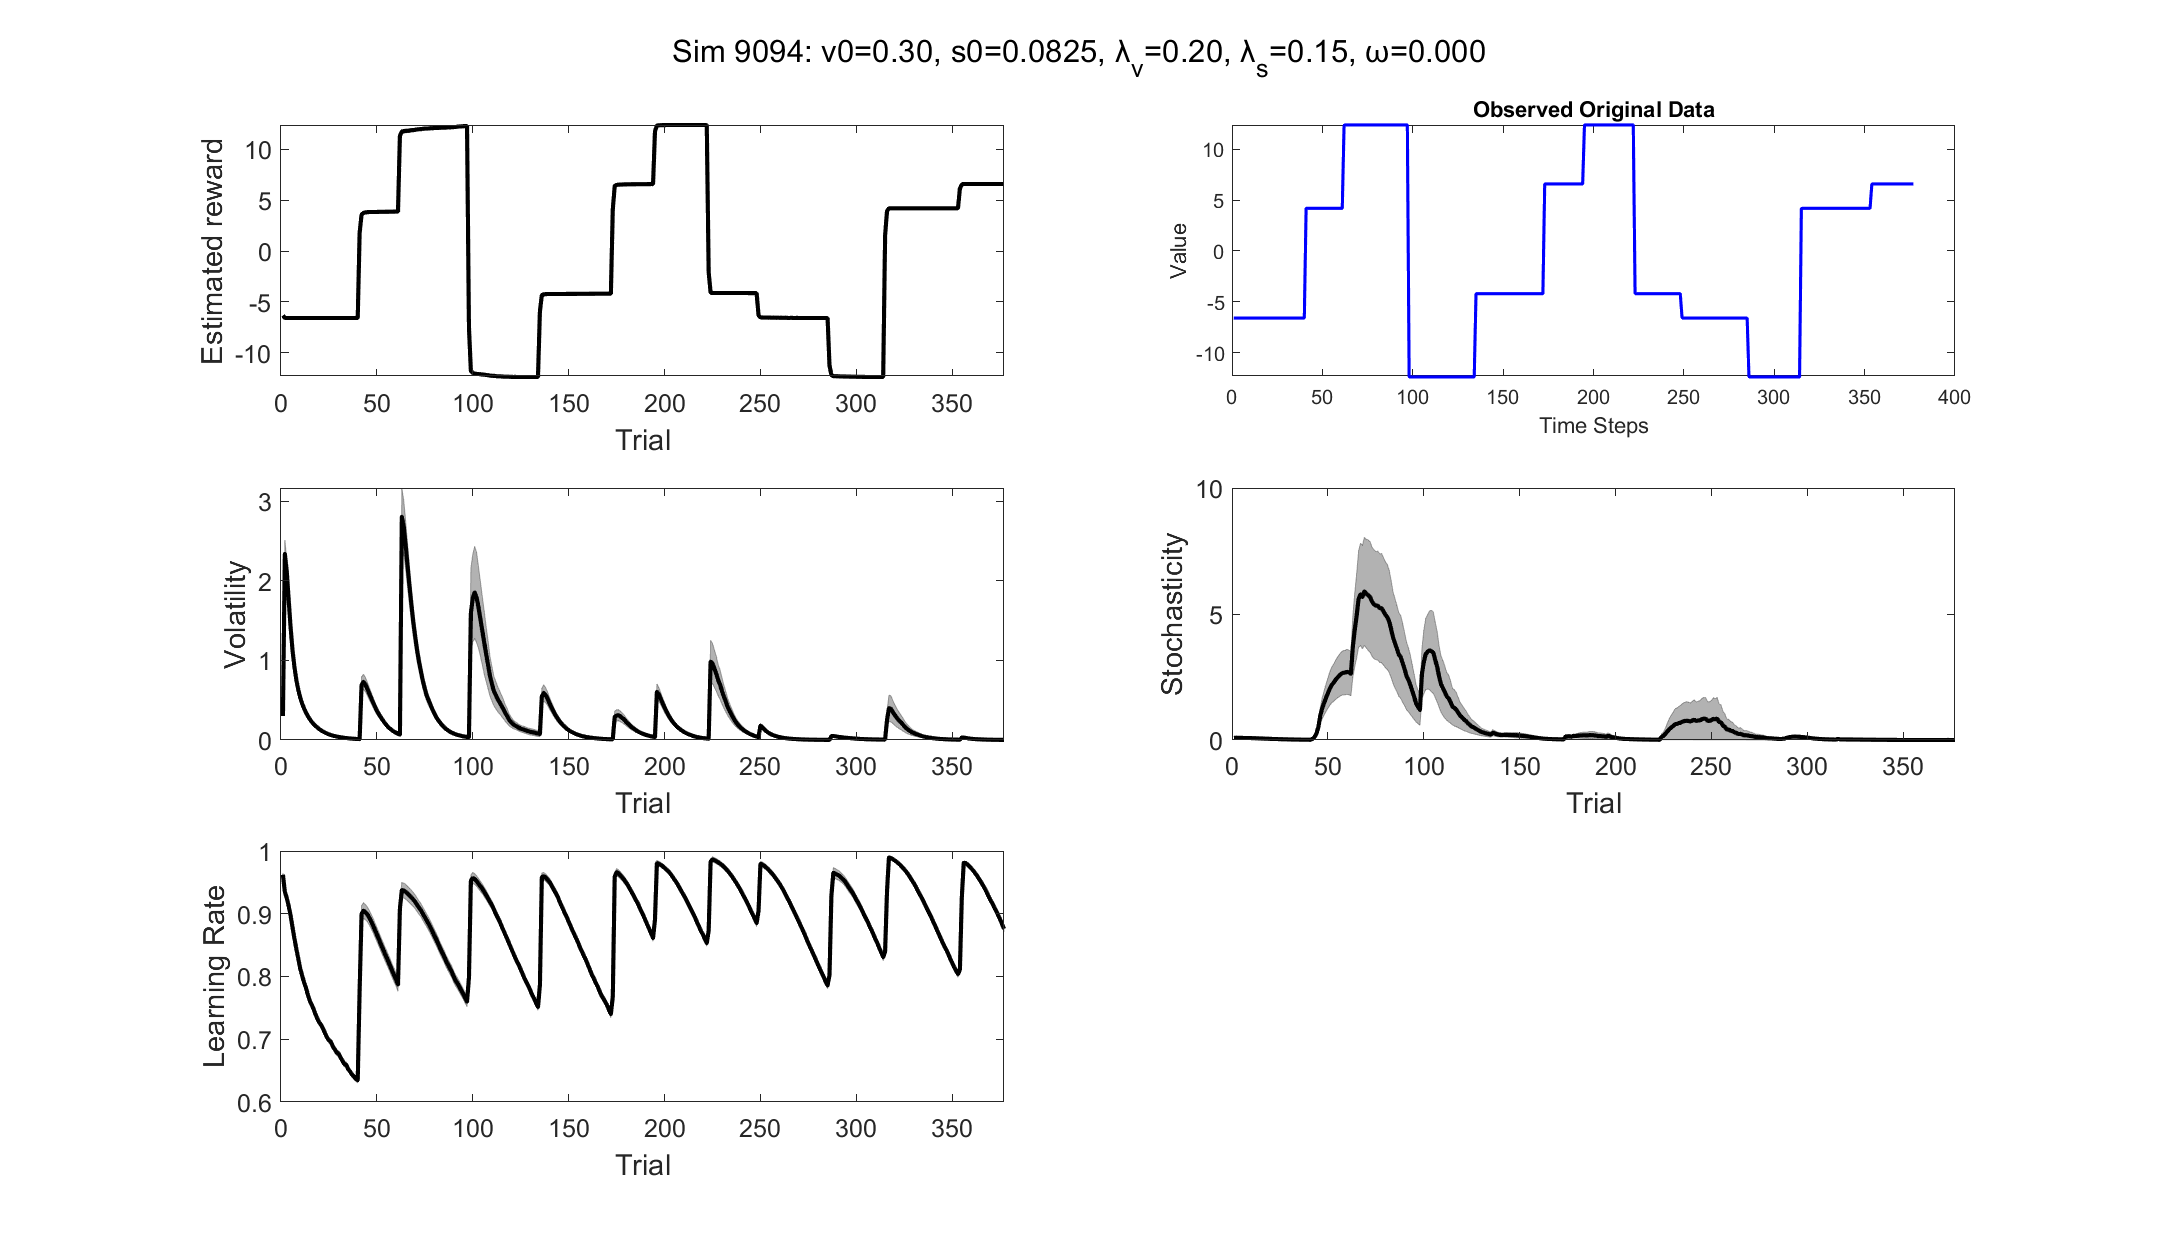 Sim 9094: v0=0.30, s0=0.0825, λ_v=0.20, λ_s=0.15, ω=0.000
Estimated reward
10
5
0
-5
-10
0 50 100 150 200 250 300 350
Trial
Observed Original Data
Value
10
5
0
-5
-10
0 50 100 150 200 250 300 350 400
Time Steps
Volatility
3
2
1
0
0 50 100 150 200 250 300 350
Trial
Stochasticity
10
5
0
0 50 100 150 200 250 300 350
Trial
Learning Rate
1
0.9
0.8
0.7
0.6
0 50 100 150 200 250 300 350
Trial